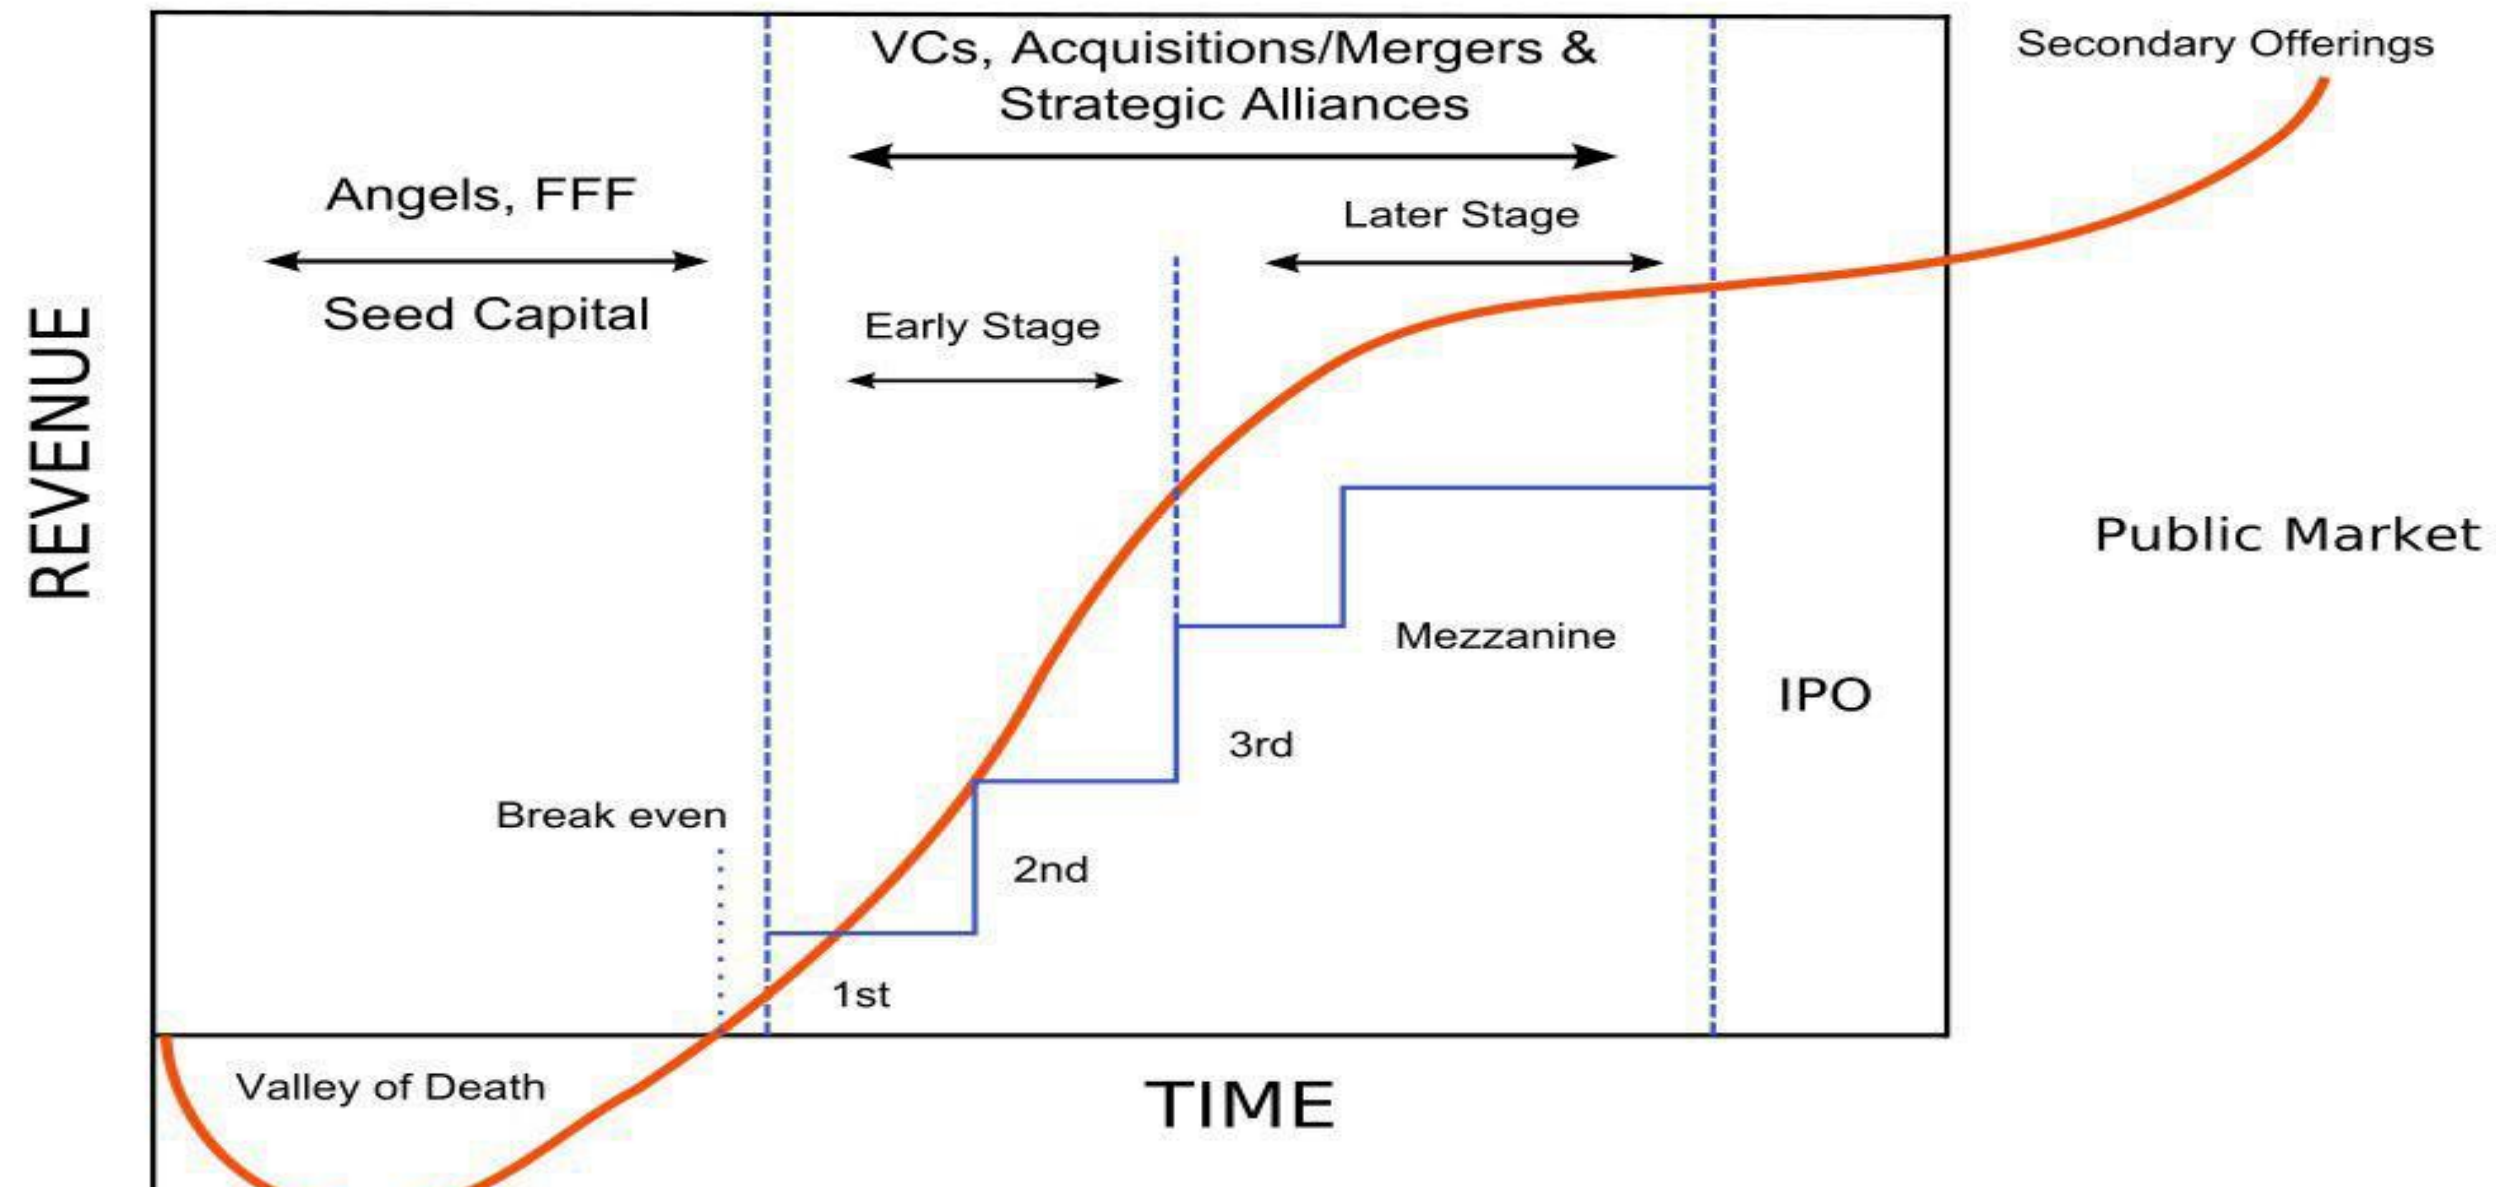 VCs, Acquisitions/Mergers &
Strategic Alliances
Secondary Offerings
Angels, FFF
Seed Capital
Later Stage
Early Stage
REVENUE
Public Market
Mezzanine
IPO
3rd
Break even
2nd
1st
Valley of Death
TIME